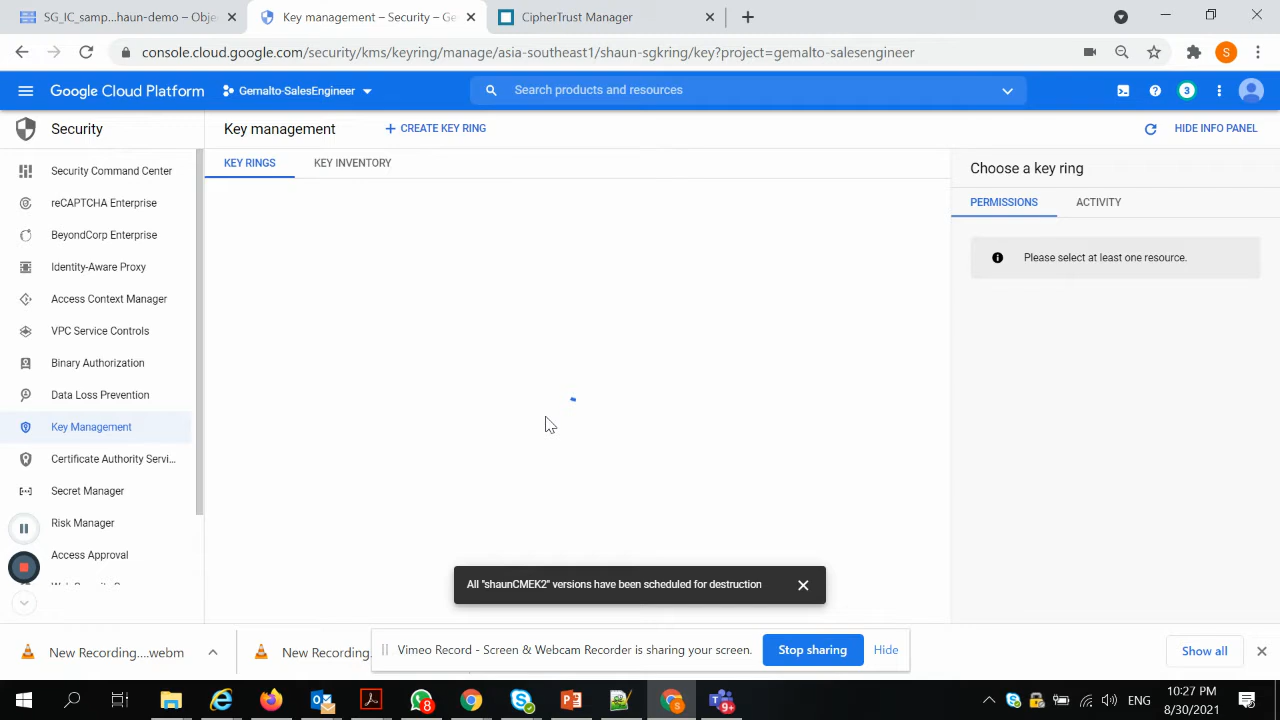 SG_IC_samp...haun-demo – Obje
Key management – Security – Ge
CipherTrust Manager
https://console.cloud.google.com/security/kms/keyring/manage/asia-southeast1/shaun-sgkring/key?project=gemalto-salesengineer
S
Google Cloud Platform
Gemalto-SalesEngineer
Search products and resources
3
Security
Key management
CREATE KEY RING
HIDE INFO PANEL
KEY RINGS
KEY INVENTORY
Choose a key ring
PERMISSIONS
ACTIVITY
Please select at least one resource.
Security Command Center
reCAPTCHA Enterprise
BeyondCorp Enterprise
Identity-Aware Proxy
Access Context Manager
VPC Service Controls
Binary Authorization
Data Loss Prevention
Key Management
Certificate Authority Servi...
Secret Manager
Risk Manager
Access Approval
All "shaunCMEK2" versions have been scheduled for destruction
New Recording....webm
New Recording.
Vimeo Record - Screen & Webcam Recorder is sharing your screen.
Stop sharing
Hide
Show all
8
9+
ENG
10:27 PM
8/30/2021